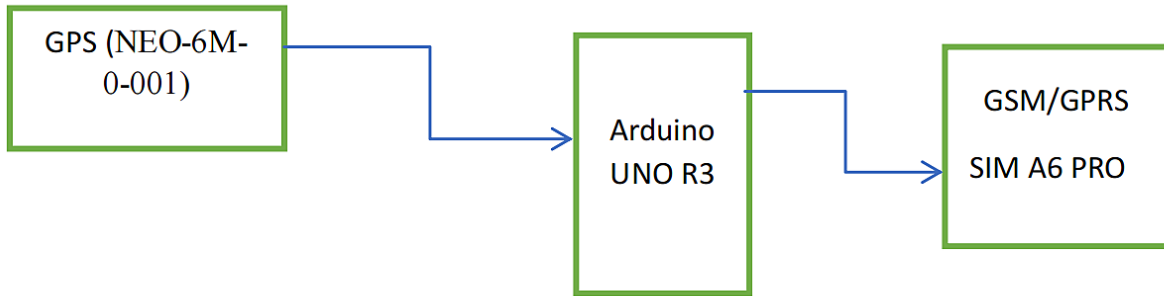 GPS (NEO-6M-
0-001)
Arduino
UNO R3
GSM/GPRS
SIM A6 PRO